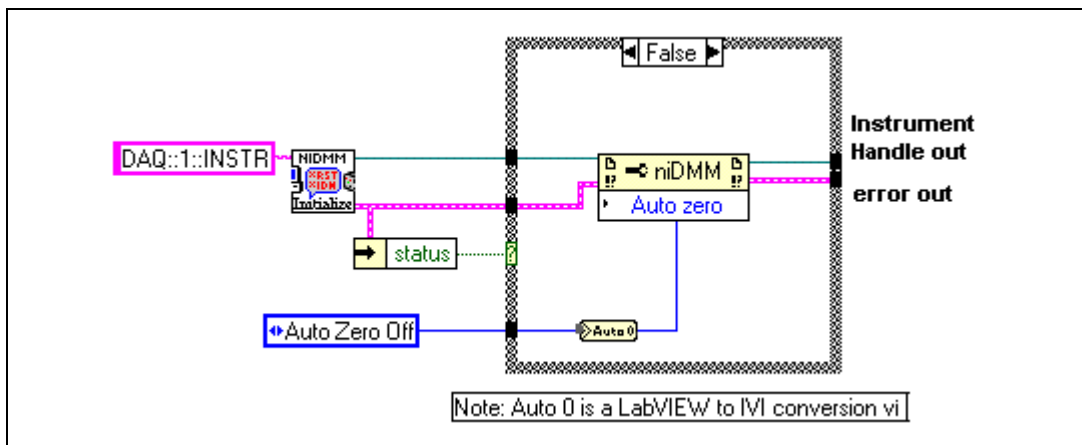 False
Instrument
Handle out
error out
DAQ::1::INSTR
NIDMM
*RST
*IDN
Initialize
niDMM
Auto zero
status
?
Auto Zero Off
Auto 0
Note: Auto 0 is a LabVIEW to IVI conversion vi